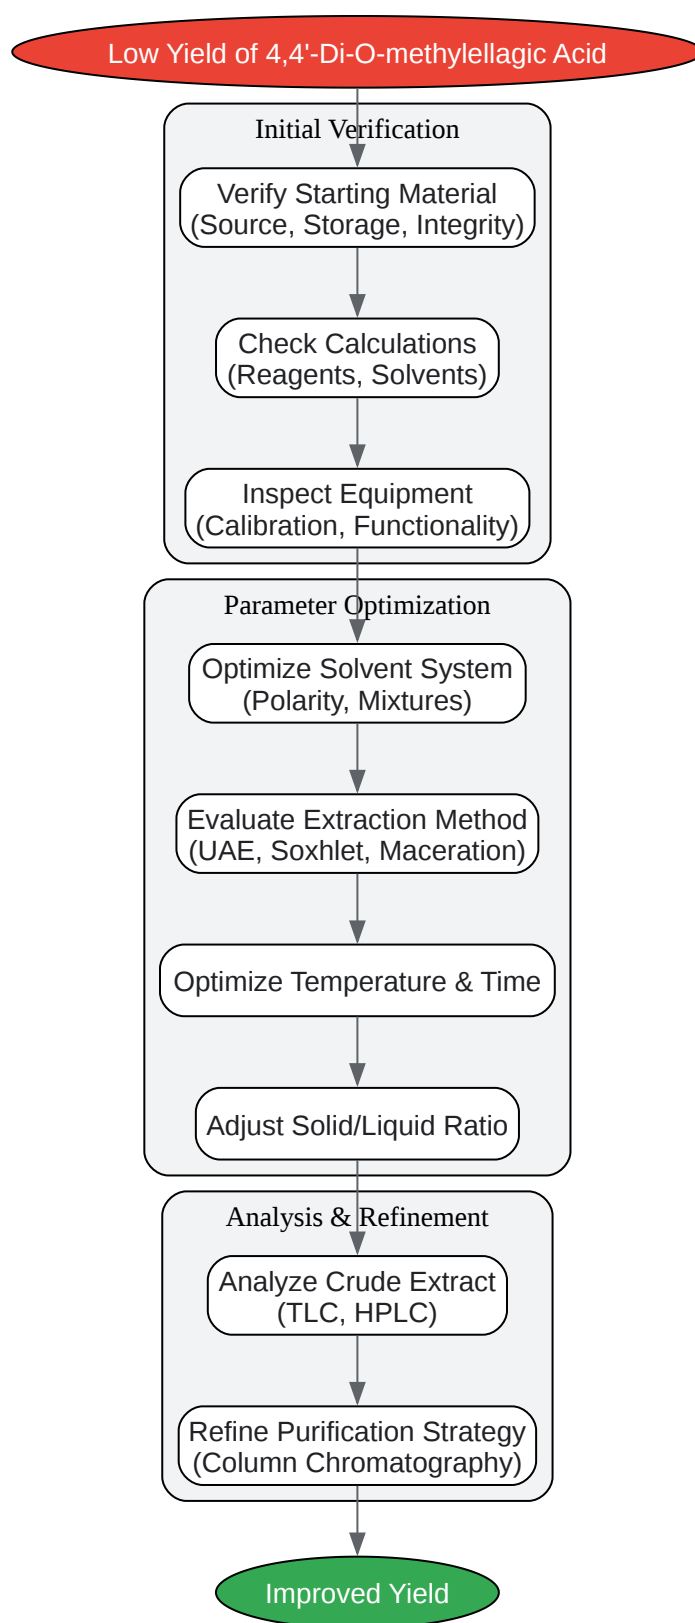 Low Yield of 4,4'-Di-O-methylellagic Acid
Initial Verification
Verify Starting Material
(Source, Storage, Integrity)
Check Calculations
(Reagents, Solvents)
Inspect Equipment
(Calibration, Functionality)
Parameter Optimization
Optimize Solvent System
(Polarity, Mixtures)
Evaluate Extraction Method
(UAE, Soxhlet, Maceration)
Optimize Temperature & Time
Adjust Solid/Liquid Ratio
Analysis & Refinement
Analyze Crude Extract
(TLC, HPLC)
Refine Purification Strategy
(Column Chromatography)
Improved Yield